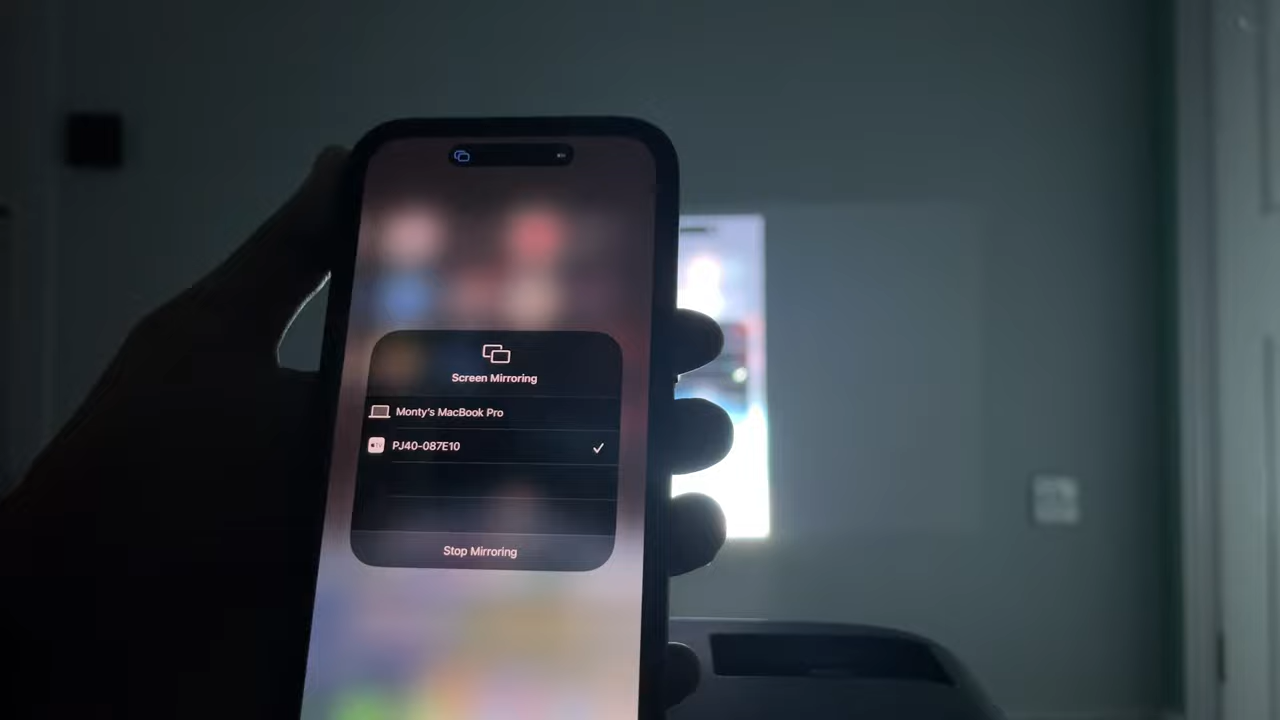 Screen Mirroring
Monty's MacBook Pro
PJ40-087E10
Stop Mirroring